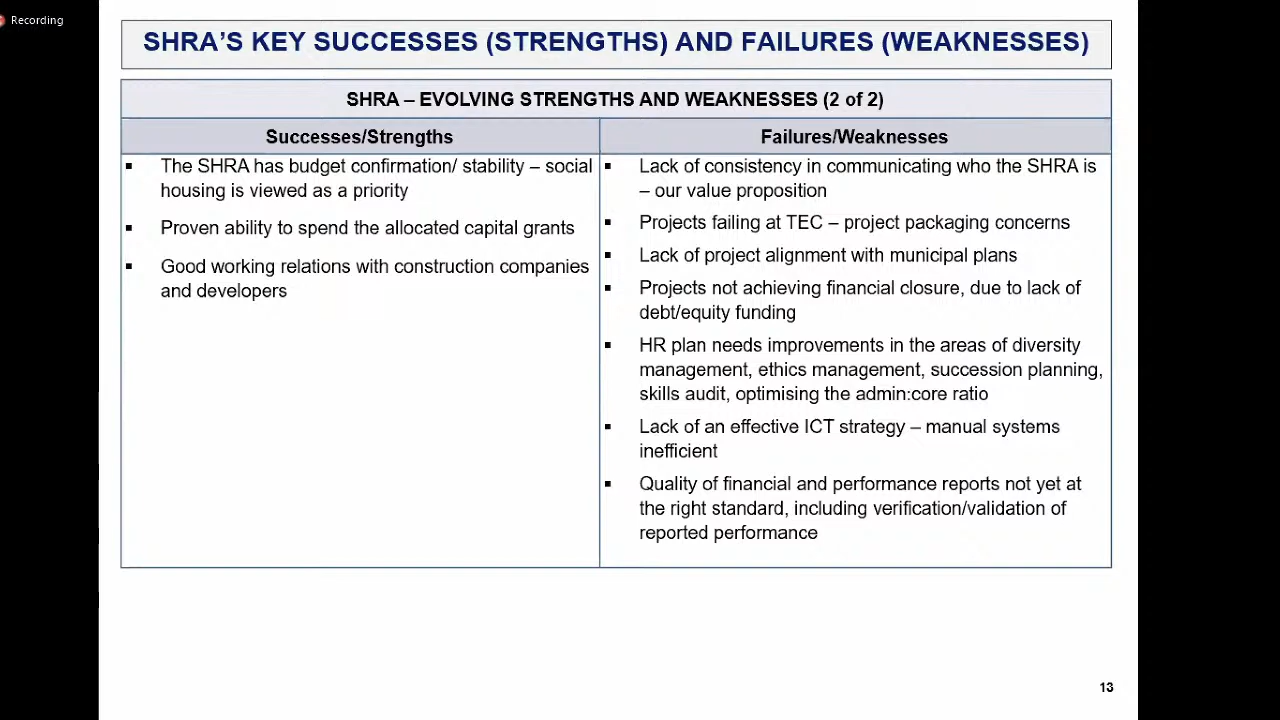 Recording
SHRA’S KEY SUCCESSES (STRENGTHS) AND FAILURES (WEAKNESSES)
SHRA – EVOLVING STRENGTHS AND WEAKNESSES (2 of 2)
Successes/Strengths
▪ The SHRA has budget confirmation/ stability – social
housing is viewed as a priority
▪ Proven ability to spend the allocated capital grants
▪ Good working relations with construction companies
and developers
Failures/Weaknesses
▪ Lack of consistency in communicating who the SHRA is
– our value proposition
▪ Projects failing at TEC – project packaging concerns
▪ Lack of project alignment with municipal plans
▪ Projects not achieving financial closure, due to lack of
debt/equity funding
▪ HR plan needs improvements in the areas of diversity
management, ethics management, succession planning,
skills audit, optimising the admin:core ratio
▪ Lack of an effective ICT strategy – manual systems
inefficient
▪ Quality of financial and performance reports not yet at
the right standard, including verification/validation of
reported performance
13